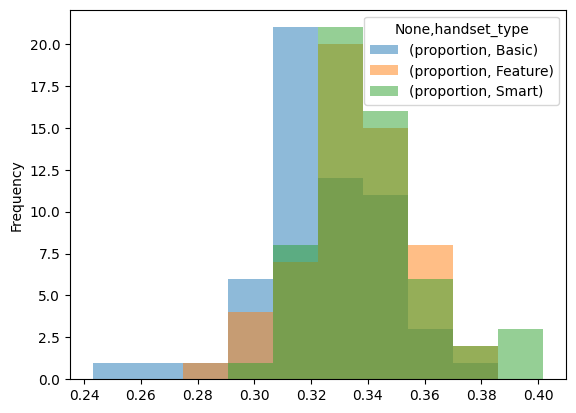 None,handset_type
(proportion, Basic)
(proportion, Feature)
(proportion, Smart)
Frequency
20.0
17.5
15.0
12.5
10.0
7.5
5.0
2.5
0.0
0.24 0.26 0.28 0.30 0.32 0.34 0.36 0.38 0.40